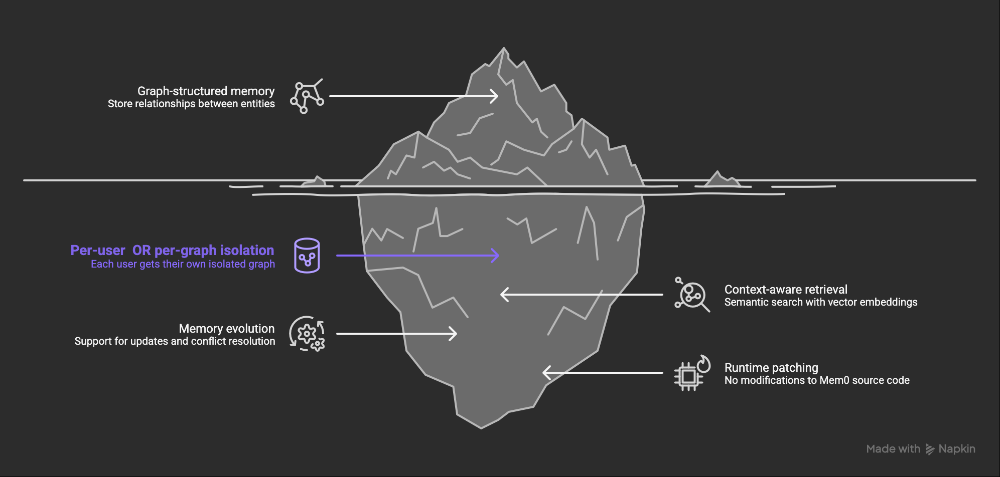 Graph-structured memory
Store relationships between entities
Per-user  OR per-graph isolation
Each user gets their own isolated graph
Context-aware retrieval
Semantic search with vector embeddings
Memory evolution
Support for updates and conflict resolution
Runtime patching
No modifications to Mem0 source code
Made with Napkin